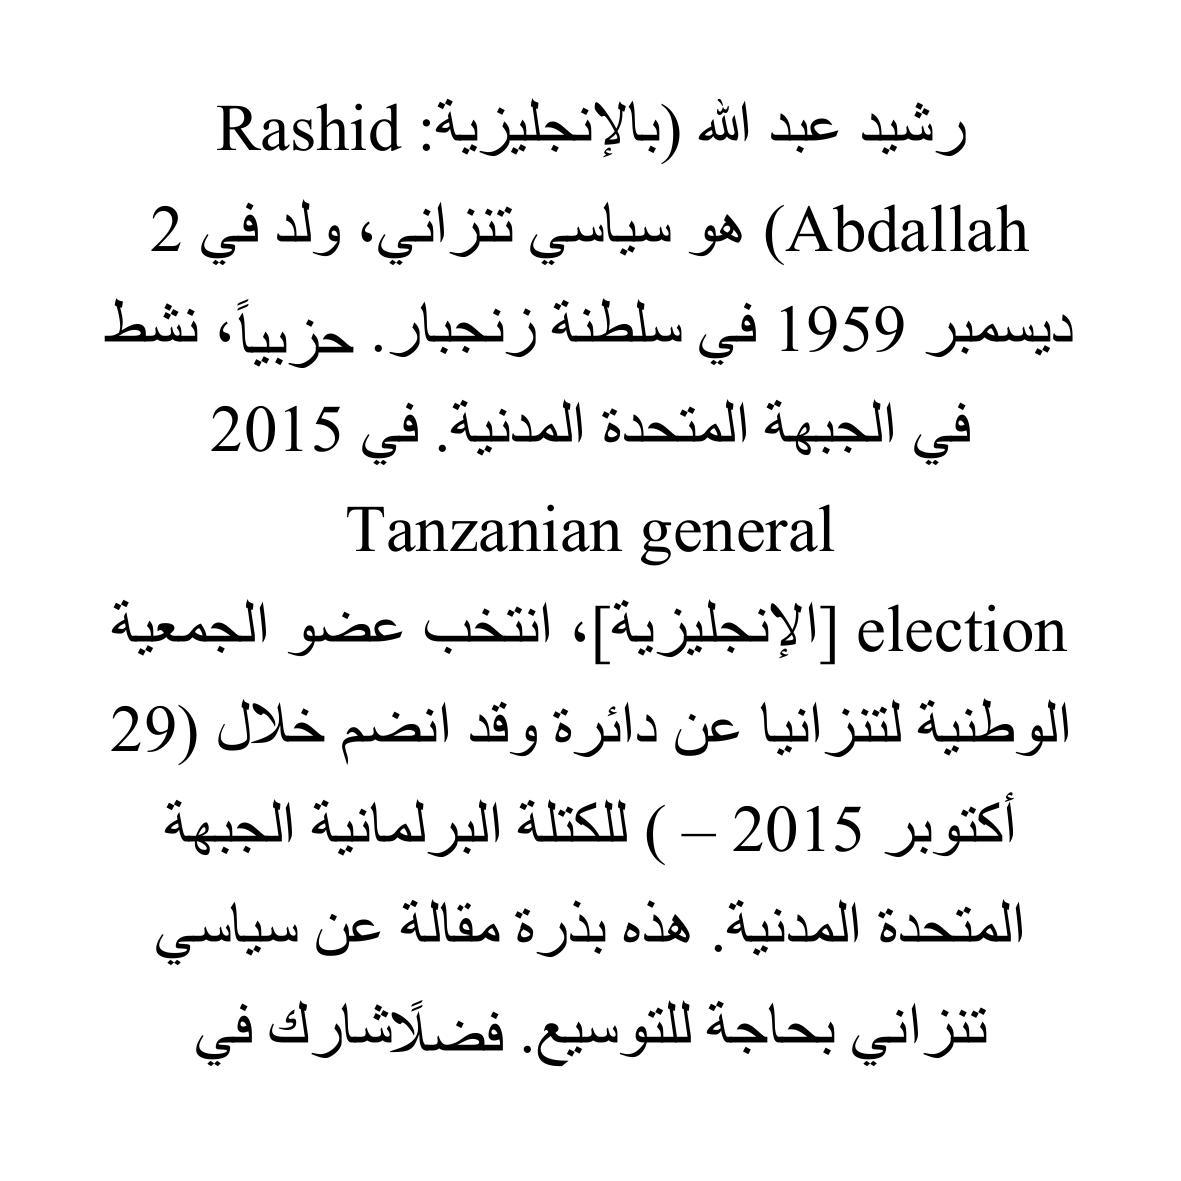 رشيد عبد الله (بالإنجليزية: Rashid
Abdallah) هو سياسي تنزاني، ولد في 2
ديسمبر 1959 في سلطنة زنجبار. حزبياً، نشط
في الجبهة المتحدة المدنية. في 2015
Tanzanian general
election [الإنجليزية]، انتخب عضو الجمعية
الوطنية لتنزانيا عن دائرة وقد انضم خلال (29
أكتوبر 2015 – ) للكتلة البرلمانية الجبهة
المتحدة المدنية. هذه بذرة مقالة عن سياسي
تنزاني بحاجة للتوسيع. فضلًاشارك في